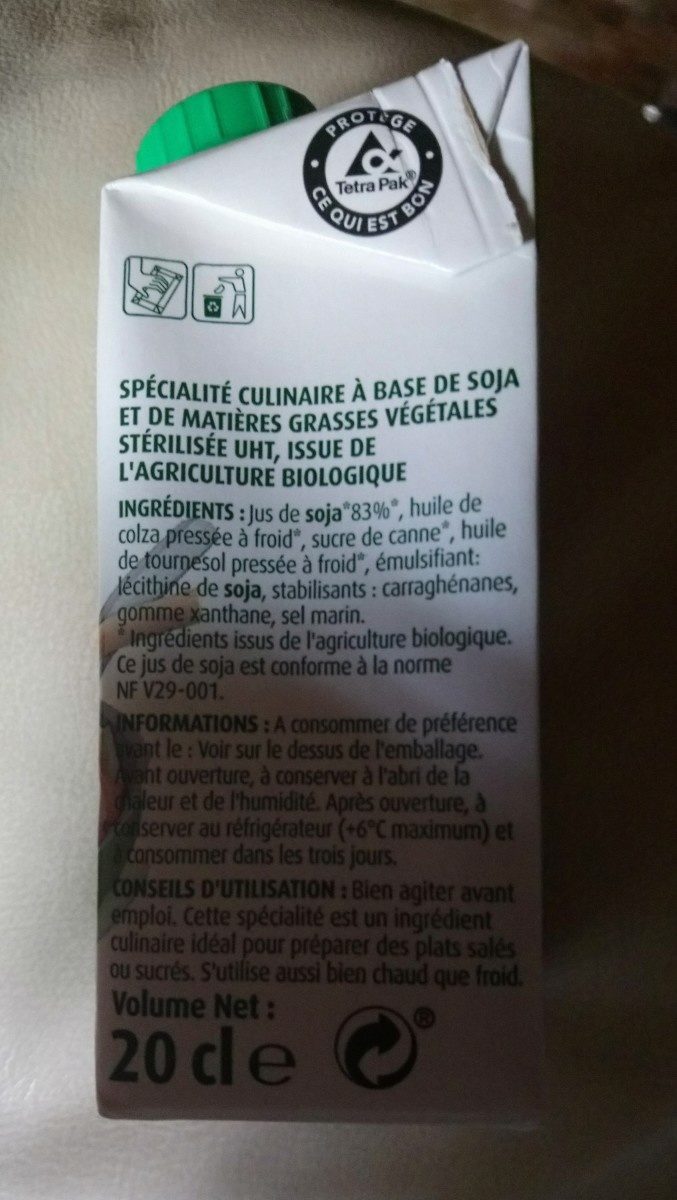 PROTÈGE
Tetra Pak®
CE QUI EST BON
SPÉCIALITÉ CULINAIRE À BASE DE SOJA
ET DE MATIÈRES GRASSES VÉGÉTALES
STÉRILISÉE UHT, ISSUE DE
L'AGRICULTURE BIOLOGIQUE
INGRÉDIENTS : Jus de soja*83%*, huile de
colza pressée à froid*, sucre de canne*, huile
de tournesol pressée à froid*, émulsifiant:
lécithine de soja, stabilisants : carraghénanes,
gomme xanthane, sel marin.
* Ingrédients issus de l'agriculture biologique.
Ce jus de soja est conforme à la norme
NF V29-001.
INFORMATIONS : A consommer de préférence
avant le : Voir sur le dessus de l'emballage.
Avant ouverture, à conserver à l'abri de la
chaleur et de l'humidité. Après ouverture, à
conserver au réfrigérateur (+6°C maximum) et
à consommer dans les trois jours.
CONSEILS D'UTILISATION : Bien agiter avant
emploi. Cette spécialité est un ingrédient
culinaire idéal pour préparer des plats salés
ou sucrés. S'utilise aussi bien chaud que froid.
Volume Net :
20 cl e ®